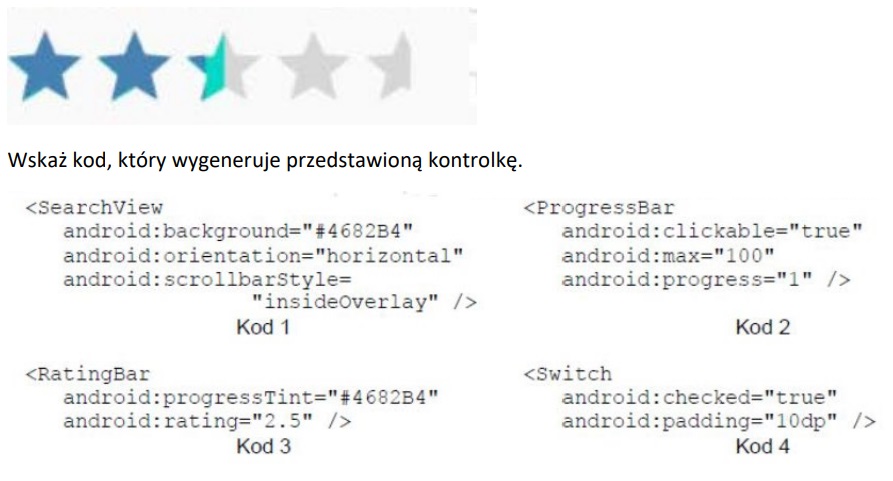 Wskaż kod, który wygeneruje przedstawioną kontrolkę.
<SearchView
android:background="#4682B4"
android:orientation="horizontal"
android:scrollbarStyle=
"insideOverlay" />
Kod 1
<ProgressBar
android:clickable="true"
android:max="100"
android:progress="1" />
Kod 2
<RatingBar
android:progressTint="#4682B4"
android:rating="2.5" />
Kod 3
<Switch
android:checked="true"
android:padding="10dp" />
Kod 4